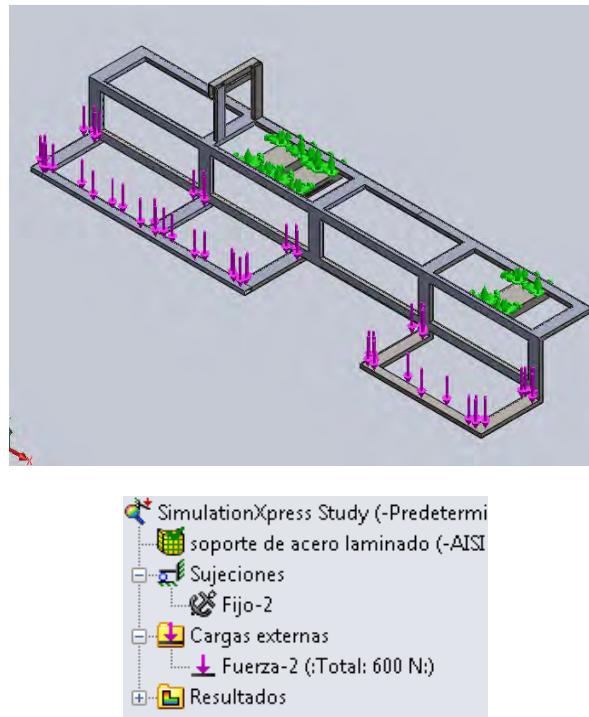 x
SimulationXpress Study (-Predetermi
soporte de acero laminado (-AISI
Sujeciones
Fijo-2
Cargas externas
Fuerza-2 (:Total: 600 N:)
Resultados